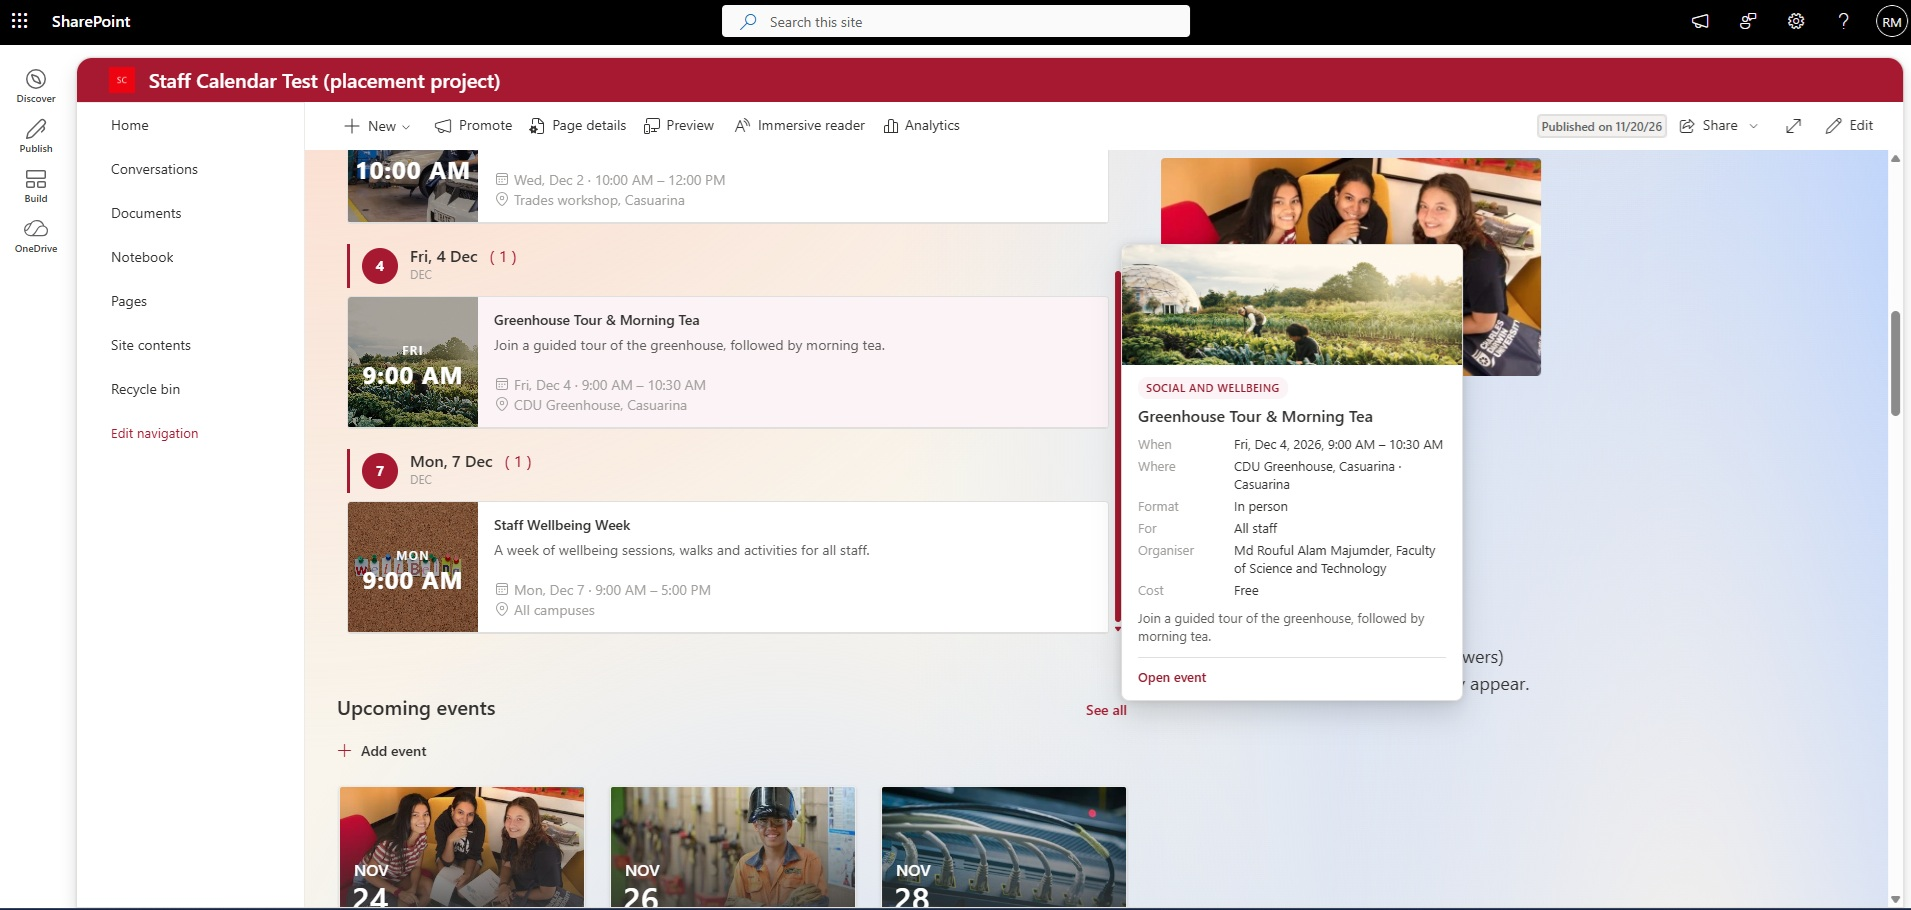 SharePoint
Search this site
RM
Discover
Publish
Build
OneDrive
SC
Staff Calendar Test (placement project)
Home
Conversations
Documents
Notebook
Pages
Site contents
Recycle bin
Edit navigation
New
Promote
Page details
Preview
Immersive reader
Analytics
Published on 11/20/26
Share
Edit
10:00 AM
Wed, Dec 2 · 10:00 AM – 12:00 PM
Trades workshop, Casuarina
4
Fri, 4 Dec ( 1 )
DEC
FRI
9:00 AM
Greenhouse Tour & Morning Tea
Join a guided tour of the greenhouse, followed by morning tea.
Fri, Dec 4 · 9:00 AM – 10:30 AM
CDU Greenhouse, Casuarina
7
Mon, 7 Dec ( 1 )
DEC
MON
9:00 AM
Staff Wellbeing Week
A week of wellbeing sessions, walks and activities for all staff.
Mon, Dec 7 · 9:00 AM – 5:00 PM
All campuses
CHARLES DARWIN UNIVERSITY
SOCIAL AND WELLBEING
Greenhouse Tour & Morning Tea
When Fri, Dec 4, 2026, 9:00 AM – 10:30 AM
Where CDU Greenhouse, Casuarina ·
Casuarina
Format In person
For All staff
Organiser Md Rouful Alam Majumder, Faculty
of Science and Technology
Cost Free
Join a guided tour of the greenhouse, followed by
morning tea.
Open event
wers)
appear.
Upcoming events
See all
Add event
NOV
24
NOV
26
NOV
28